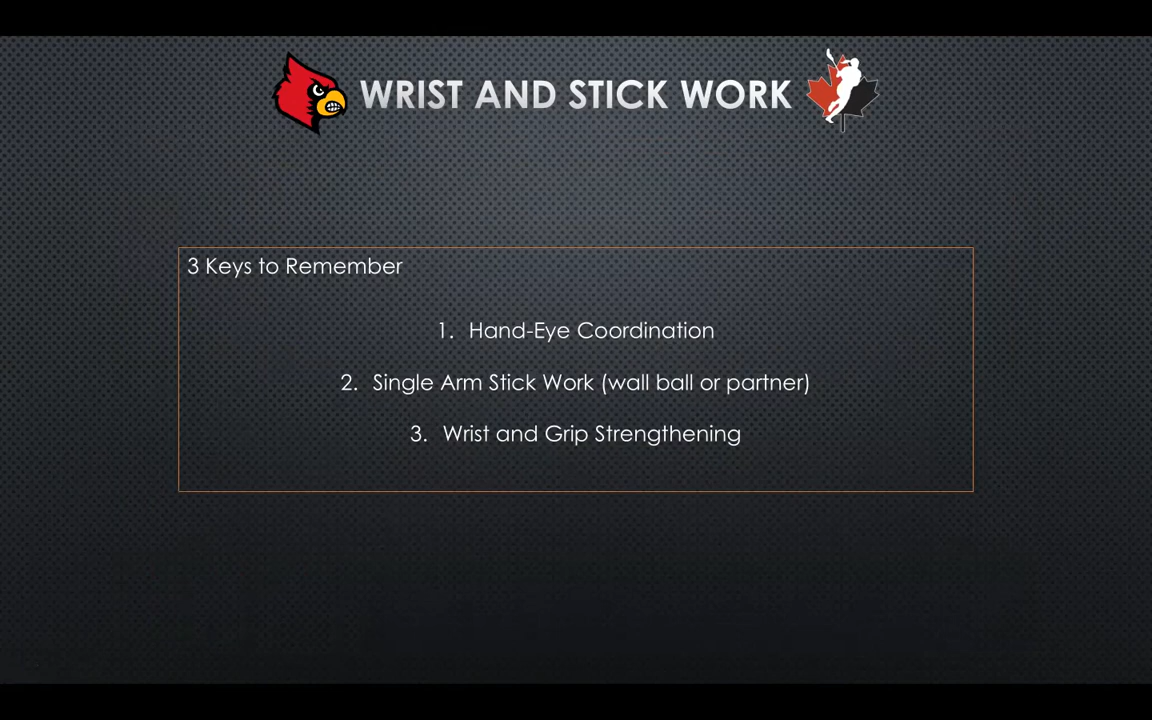 WRIST AND STICK WORK
3 Keys to Remember
1. Hand-Eye Coordination
2. Single Arm Stick Work (wall ball or partner)
3. Wrist and Grip Strengthening